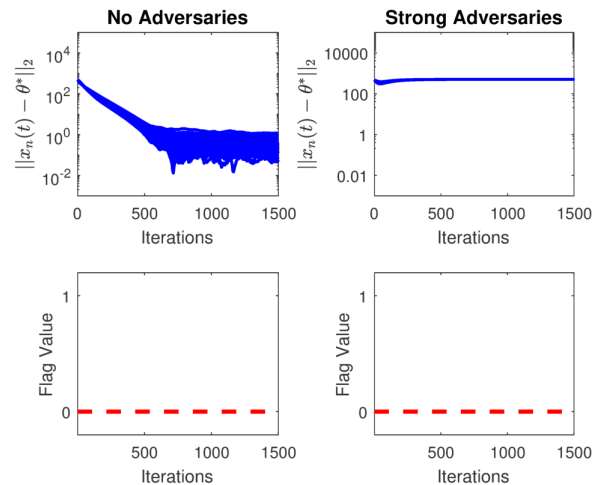 No Adversaries
||x_n(t) − θ*||_2
10^4
10^2
10^0
10^-2
0 500 1000 1500
Iterations
Strong Adversaries
||x_n(t) − θ*||_2
10000
100
1
0.01
0 500 1000 1500
Iterations
Flag Value
1
0
500 1000 1500
Iterations
Flag Value
1
0
500 1000 1500
Iterations